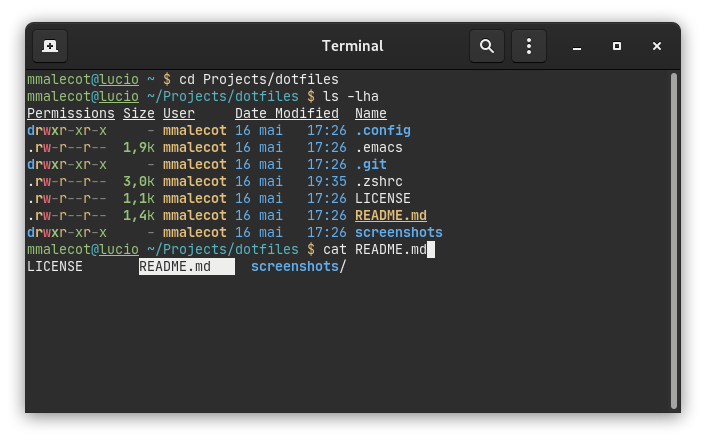 Terminal
mmalecot@lucio ~ $ cd Projects/dotfiles
mmalecot@lucio ~/Projects/dotfiles $ ls -lha
Permissions Size User     Date Modified  Name
drwxr-xr-x     - mmalecot 16 mai   17:26 .config
.rw-r--r--  1,9k mmalecot 16 mai   17:26 .emacs
drwxr-xr-x     - mmalecot 16 mai   17:26 .git
.rw-r--r--  3,0k mmalecot 16 mai   19:35 .zshrc
.rw-r--r--  1,1k mmalecot 16 mai   17:26 LICENSE
.rw-r--r--  1,4k mmalecot 16 mai   17:26 README.md
drwxr-xr-x     - mmalecot 16 mai   17:26 screenshots
mmalecot@lucio ~/Projects/dotfiles $ cat README.md
LICENSE       README.md     screenshots/